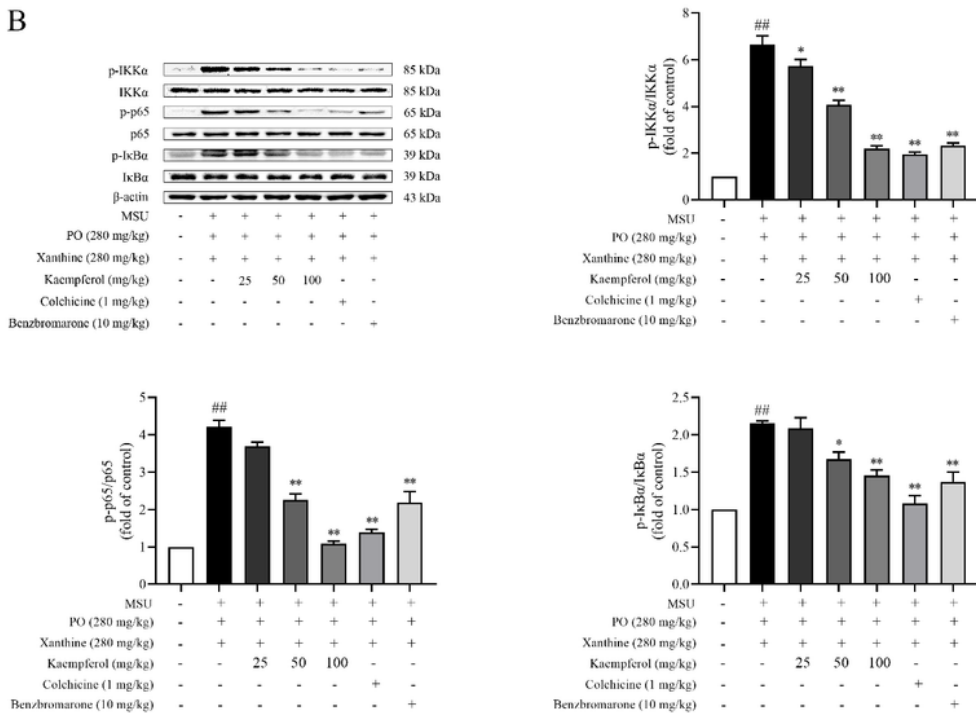 B
p-IKKα 85 kDa
IKKα 85 kDa
p-p65 65 kDa
p65 65 kDa
p-IκBα 39 kDa
IκBα 39 kDa
β-actin 43 kDa
MSU - + + + + + +
PO (280 mg/kg) - + + + + + +
Xanthine (280 mg/kg) - + + + + + +
Kaempferol (mg/kg) - - 25 50 100 - -
Colchicine (1 mg/kg) - - - - - + -
Benzbromarone (10 mg/kg) - - - - - - +
p-IKKα/IKKα
(fold of control)
8
6
4
2
0
## * ** ** ** **
MSU - + + + + + +
PO (280 mg/kg) - + + + + + +
Xanthine (280 mg/kg) - + + + + + +
Kaempferol (mg/kg) - - 25 50 100 - -
Colchicine (1 mg/kg) - - - - - + -
Benzbromarone (10 mg/kg) - - - - - - +
p-p65/p65
(fold of control)
5
4
3
2
1
0
## ** ** ** **
MSU - + + + + + +
PO (280 mg/kg) - + + + + + +
Xanthine (280 mg/kg) - + + + + + +
Kaempferol (mg/kg) - - 25 50 100 - -
Colchicine (1 mg/kg) - - - - - + -
Benzbromarone (10 mg/kg) - - - - - - +
p-IκBα/IκBα
(fold of control)
2.5
2.0
1.5
1.0
0.5
0.0
## * ** ** **
MSU - + + + + + +
PO (280 mg/kg) - + + + + + +
Xanthine (280 mg/kg) - + + + + + +
Kaempferol (mg/kg) - - 25 50 100 - -
Colchicine (1 mg/kg) - - - - - + -
Benzbromarone (10 mg/kg) - - - - - - +